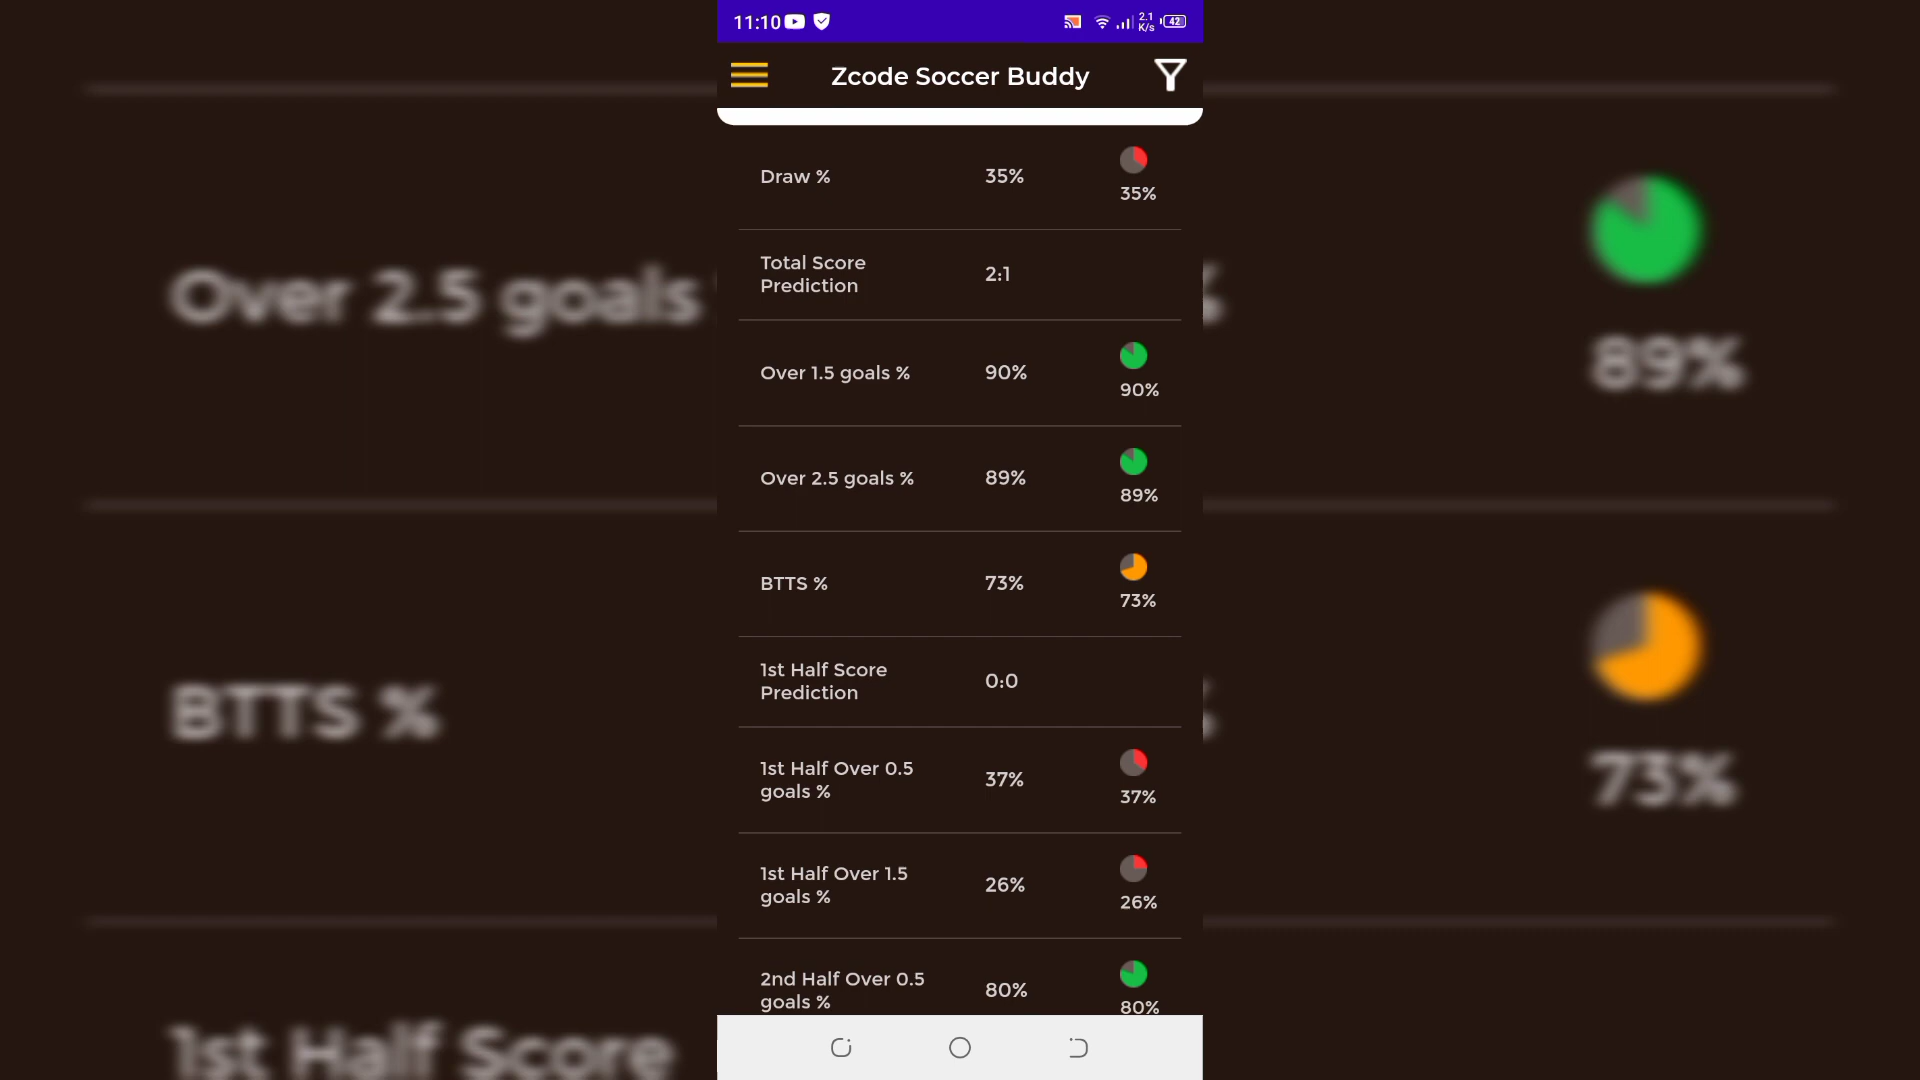 11:10
2.1
K/s
42
Zcode Soccer Buddy
Draw %
35%
35%
Total Score
Prediction
2:1
Over 1.5 goals %
90%
90%
Over 2.5 goals %
89%
89%
BTTS %
73%
73%
1st Half Score
Prediction
0:0
1st Half Over 0.5
goals %
37%
37%
1st Half Over 1.5
goals %
26%
26%
2nd Half Over 0.5
goals %
80%
80%
Over 2.5 goals
89%
BTTS %
73%
1st Half Score